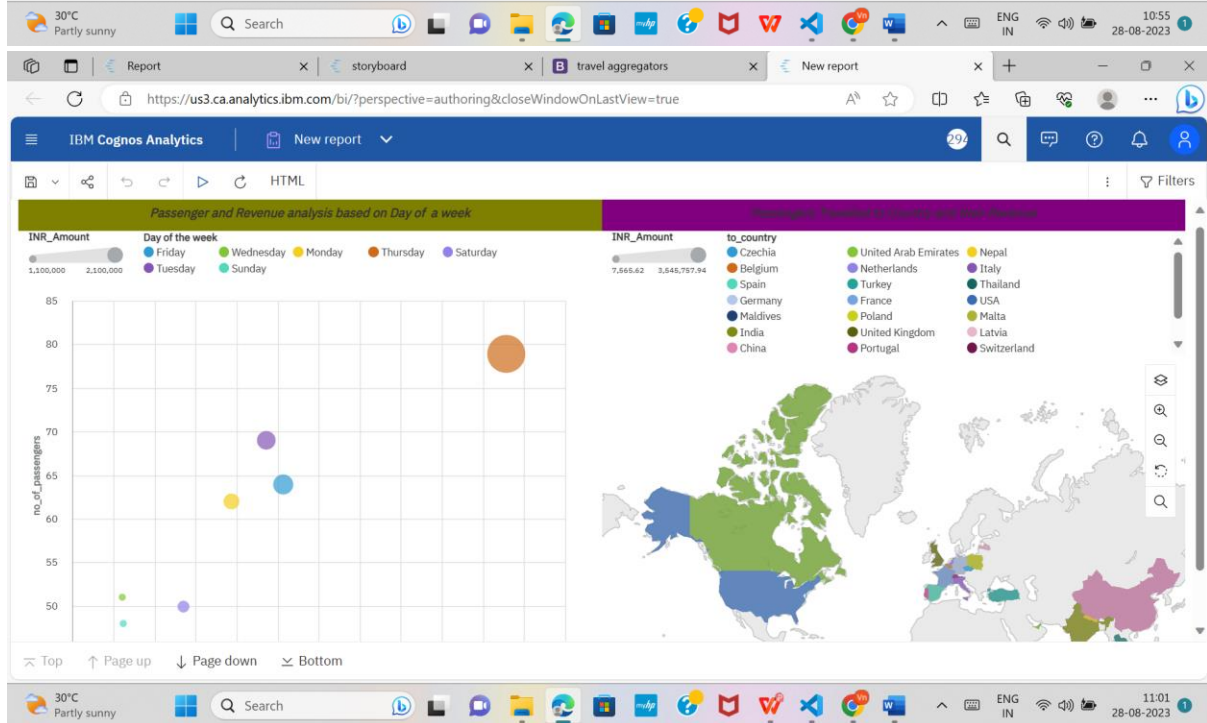 30°C
Partly sunny
Search
ENG
IN
10:55
28-08-2023
1
Report
storyboard
B travel aggregators
New report
https://us3.ca.analytics.ibm.com/bi/?perspective=authoring&closeWindowOnLastView=true
IBM Cognos Analytics
New report
294
HTML
Filters
Passenger and Revenue analysis based on Day of a week
INR_Amount
1,100,000 2,100,000
Day of the week
Friday Wednesday Monday Thursday Saturday
Tuesday Sunday
no_of_passengers
85
80
75
70
65
60
55
50
INR_Amount
7,565.62 3,545,757.94
to_country
Czechia United Arab Emirates Nepal
Belgium Netherlands Italy
Spain Turkey Thailand
Germany France USA
Maldives Poland Malta
India United Kingdom Latvia
China Portugal Switzerland
Top Page up Page down Bottom
30°C
Partly sunny
Search
ENG
IN
11:01
28-08-2023
1